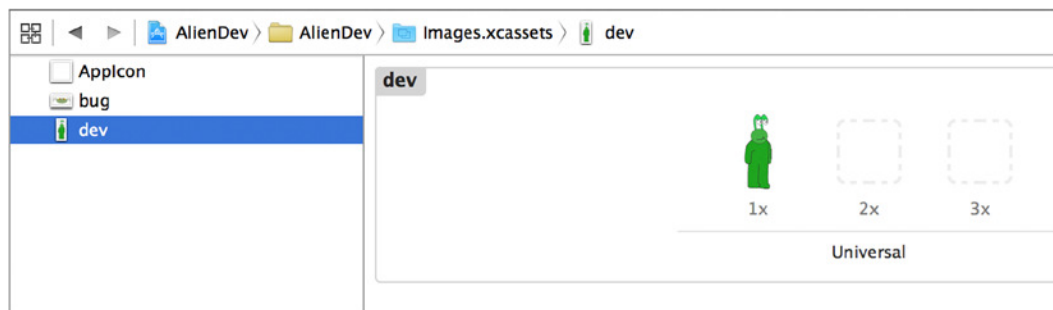 AlienDev AlienDev Images.xcassets dev
AppIcon
bug
dev
dev
1x 2x 3x
Universal